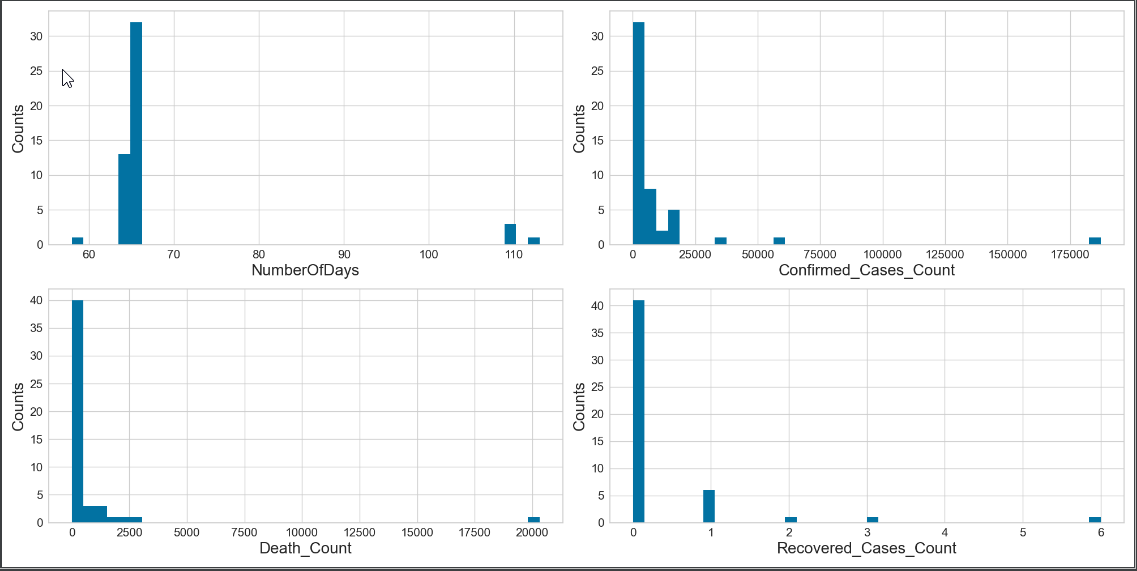 30
25
20
15
10
5
0
Counts
60 70 80 90 100 110
NumberOfDays
30
25
20
15
10
5
0
Counts
0 25000 50000 75000 100000 125000 150000 175000
Confirmed_Cases_Count
40
35
30
25
20
15
10
5
0
Counts
0 2500 5000 7500 10000 12500 15000 17500 20000
Death_Count
40
35
30
25
20
15
10
5
0
Counts
0 1 2 3 4 5 6
Recovered_Cases_Count